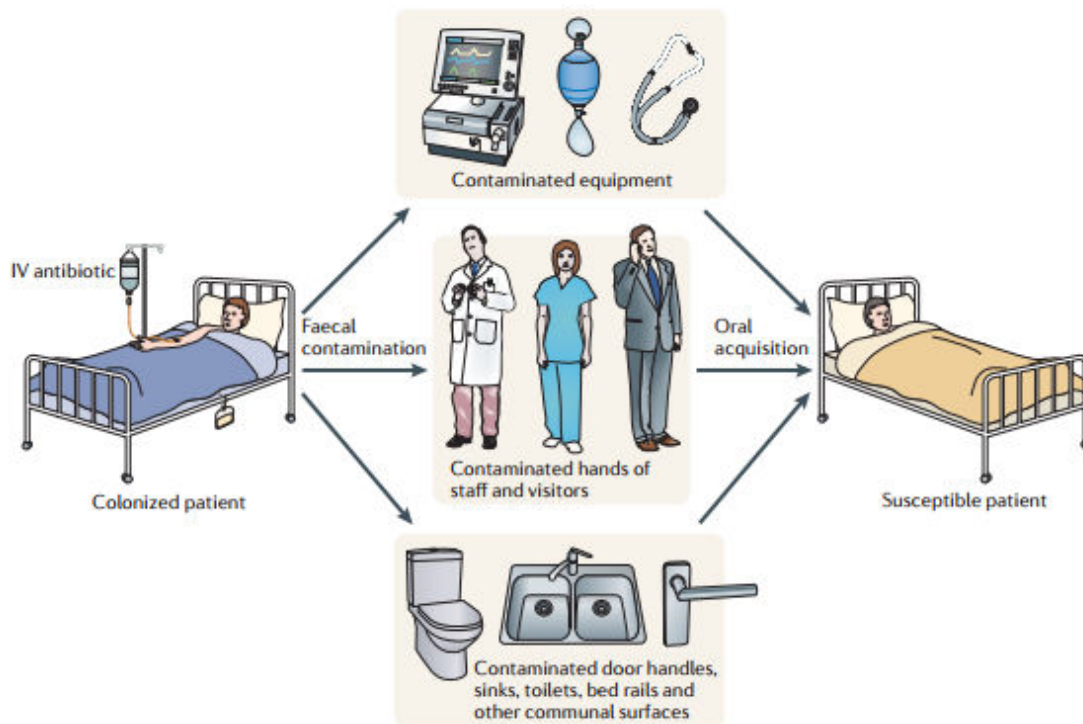 Contaminated equipment
IV antibiotic
Faecal
contamination
Oral
acquisition
Contaminated hands of
staff and visitors
Colonized patient
Susceptible patient
Contaminated door handles,
sinks, toilets, bed rails and
other communal surfaces